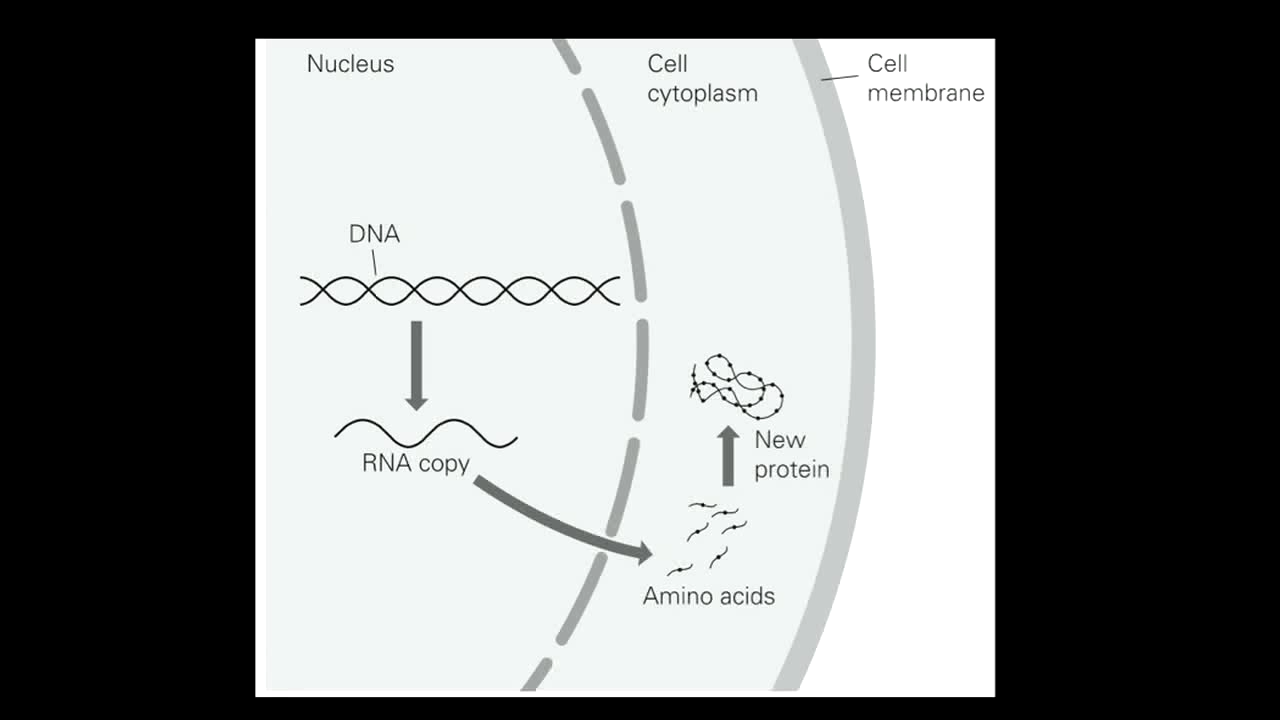 Nucleus
Cell
cytoplasm
Cell
membrane
DNA
RNA copy
New
protein
Amino acids